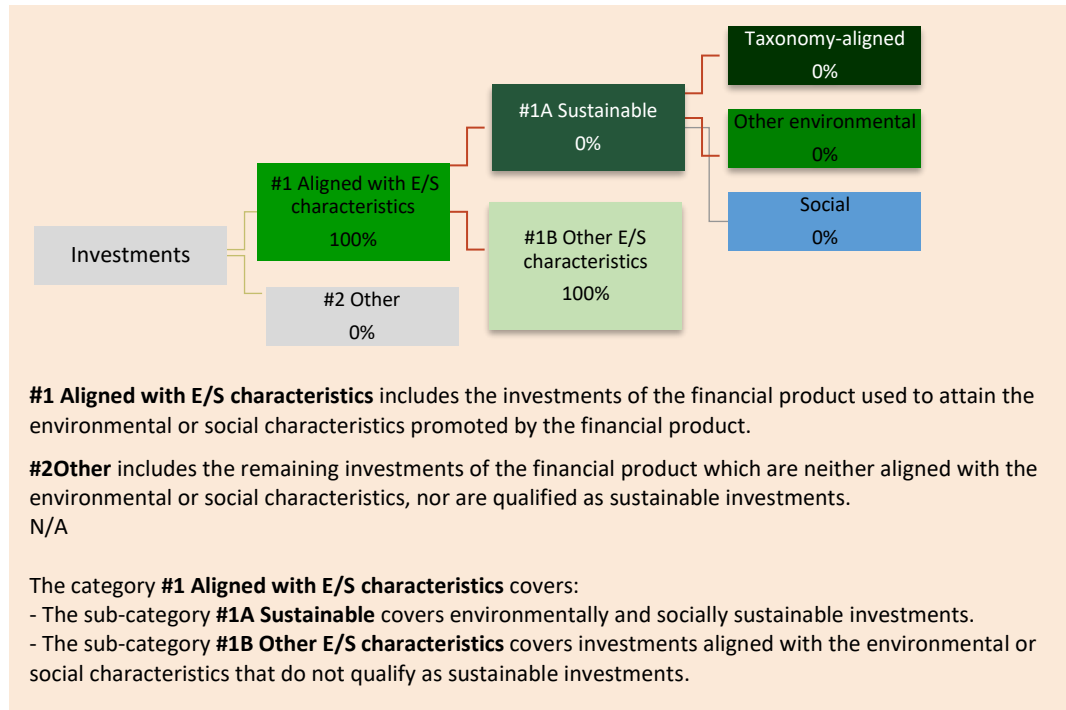 Taxonomy-aligned
0%
#1A Sustainable
0%
Other environmental
0%
#1 Aligned with E/S
characteristics
100%
Social
0%
#1B Other E/S
characteristics
100%
Investments
#2 Other
0%
#1 Aligned with E/S characteristics includes the investments of the financial product used to attain the
environmental or social characteristics promoted by the financial product.
#2Other includes the remaining investments of the financial product which are neither aligned with the
environmental or social characteristics, nor are qualified as sustainable investments.
N/A
The category #1 Aligned with E/S characteristics covers:
- The sub-category #1A Sustainable covers environmentally and socially sustainable investments.
- The sub-category #1B Other E/S characteristics covers investments aligned with the environmental or
social characteristics that do not qualify as sustainable investments.